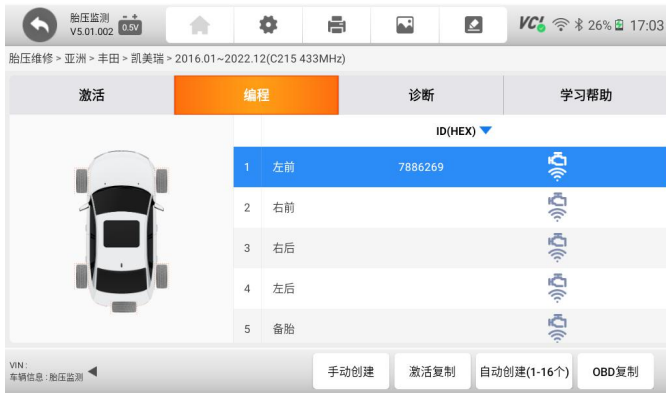 胎压监测
V5.01.002
- +
0.5V
VCI
26%
17:03
胎压维修 > 亚洲 > 丰田 > 凯美瑞 > 2016.01~2022.12(C215 433MHz)
激活
编程
诊断
学习帮助
ID(HEX)
1 左前 7886269
2 右前
3 右后
4 左后
5 备胎
VIN :
车辆信息 : 胎压监测
手动创建
激活复制
自动创建(1-16个)
OBD复制